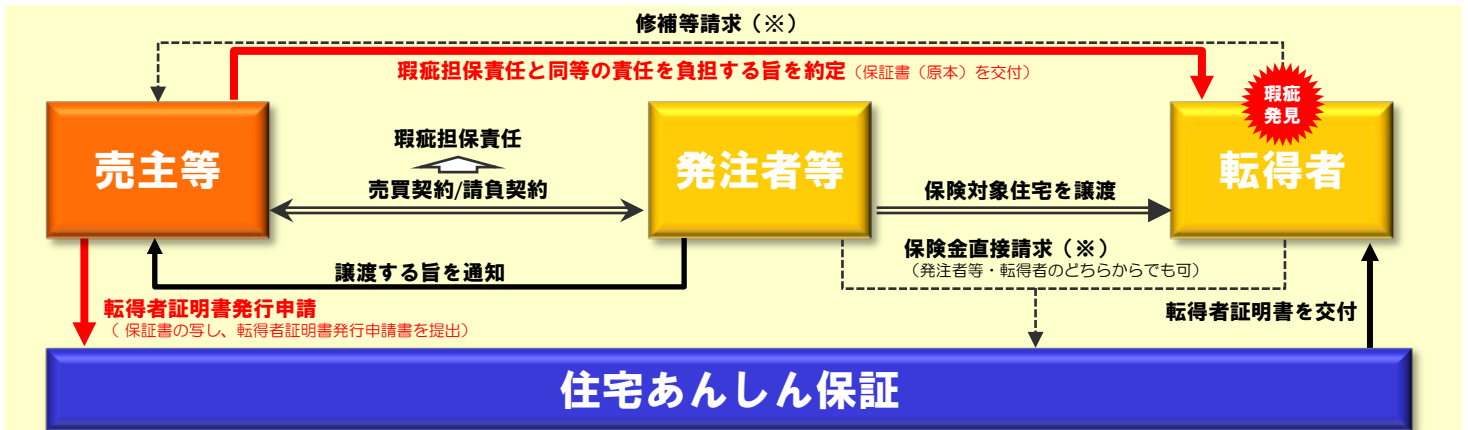 修補等請求（※）
瑕疵担保責任と同等の責任を負担する旨を約定（保証書（原本）を交付）
瑕疵
発見
売主等
瑕疵担保責任
売買契約/請負契約
発注者等
保険対象住宅を譲渡
転得者
保険金直接請求（※）
（発注者等・転得者のどちらからでも可）
譲渡する旨を通知
転得者証明書発行申請
（ 保証書の写し、転得者証明書発行申請書を提出）
転得者証明書を交付
住宅あんしん保証